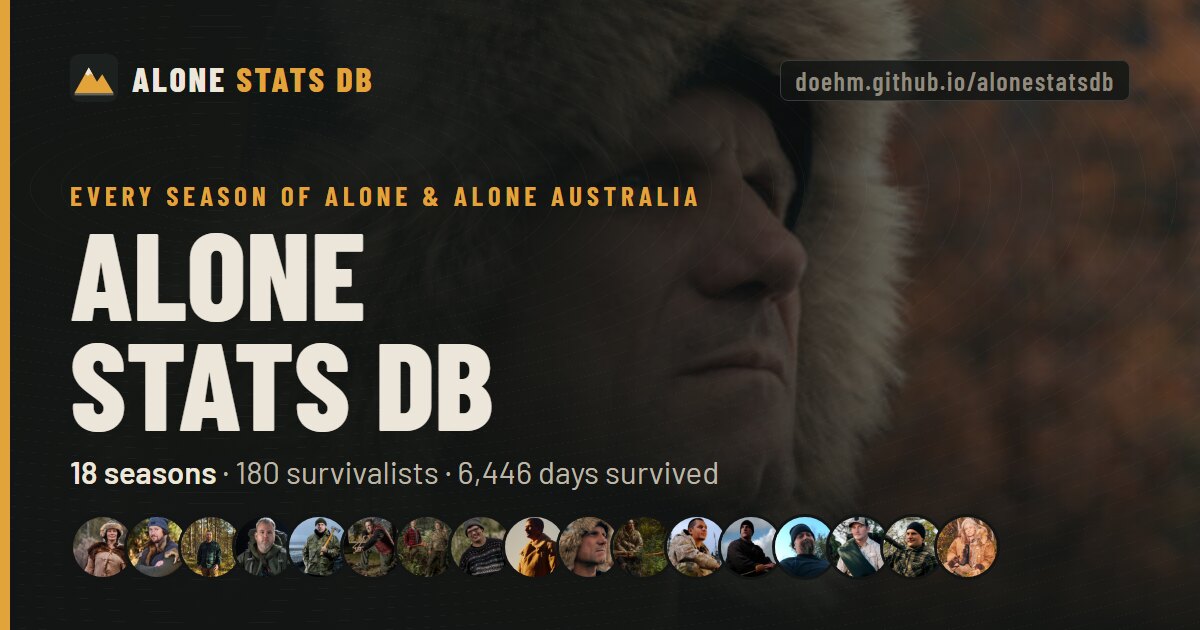 ALONE STATS DB
doehm.github.io/alonestatsdb
EVERY SEASON OF ALONE & ALONE AUSTRALIA
ALONE
STATS DB
18 seasons · 180 survivalists · 6,446 days survived